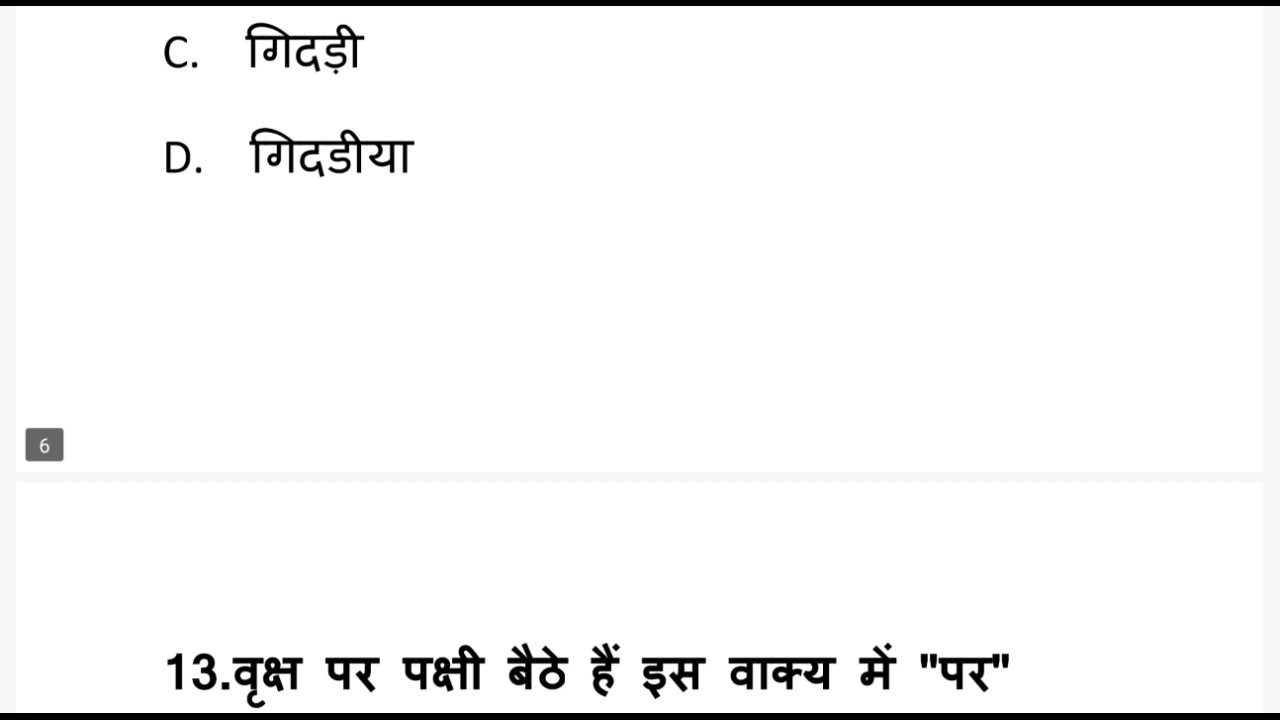 C. गिदड़ी
D. गिदडीया
6
13.वृक्ष पर पक्षी बैठे हैं इस वाक्य में "पर"